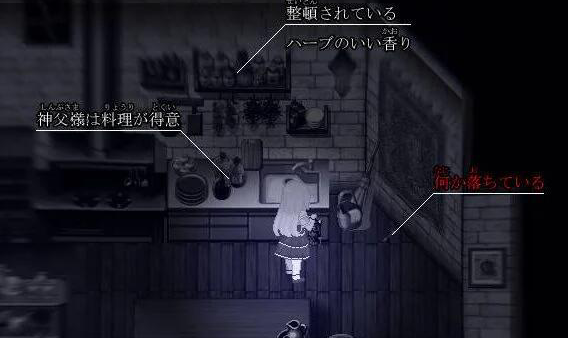 整頓されている
ハーブのいい香り
神父様は料理が得意
何か落ちている